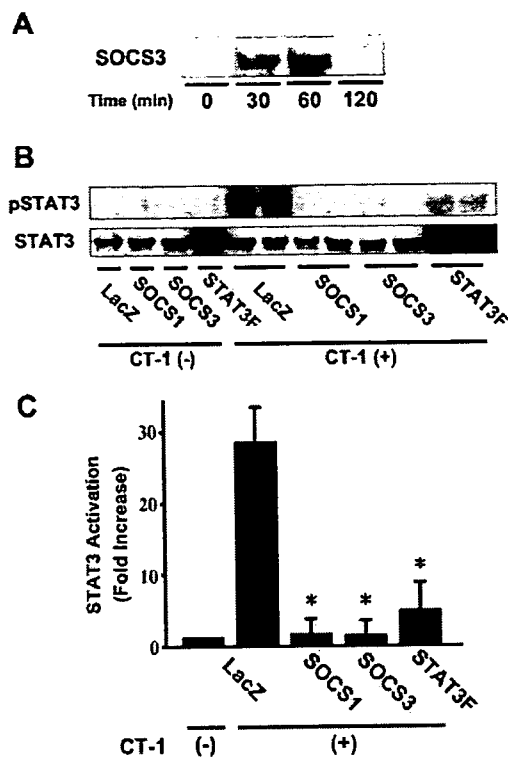 A
SOCS3
Time (min) 0 30 60 120
B
pSTAT3
STAT3
LacZ SOCS1 SOCS3 STAT3F LacZ SOCS1 SOCS3 STAT3F
CT-1 (-) CT-1 (+)
C
STAT3 Activation
(Fold Increase)
30
20
10
0
* * *
LacZ SOCS1 SOCS3 STAT3F
CT-1 (-) (+)